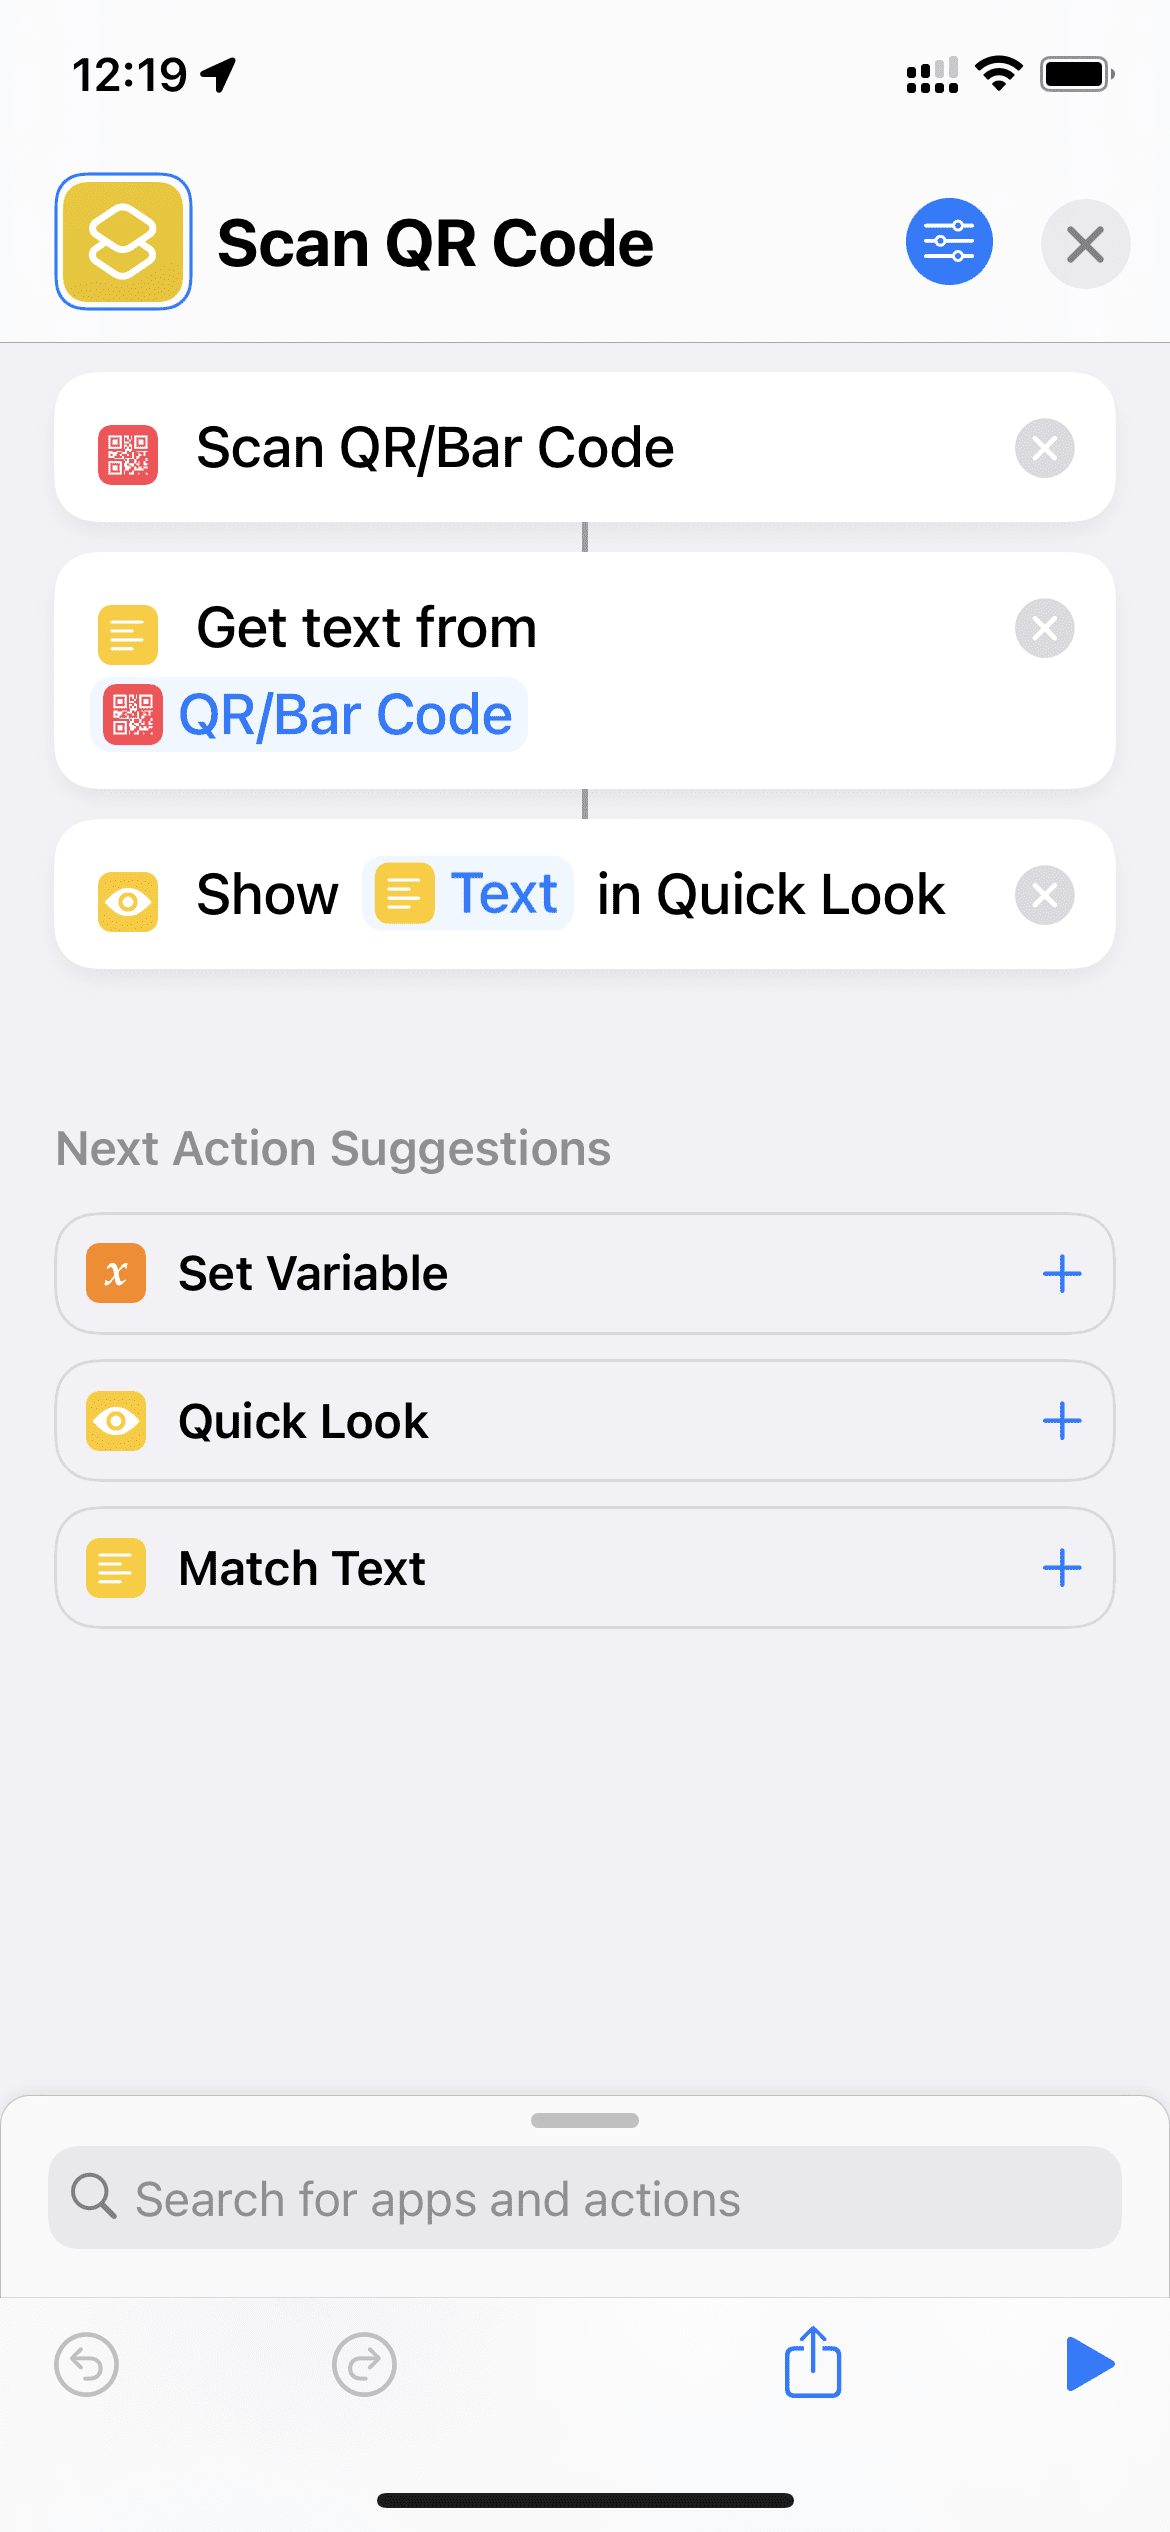 12:19
Scan QR Code
Scan QR/Bar Code
Get text from
QR/Bar Code
Show Text in Quick Look
Next Action Suggestions
x Set Variable
Quick Look
Match Text
Search for apps and actions